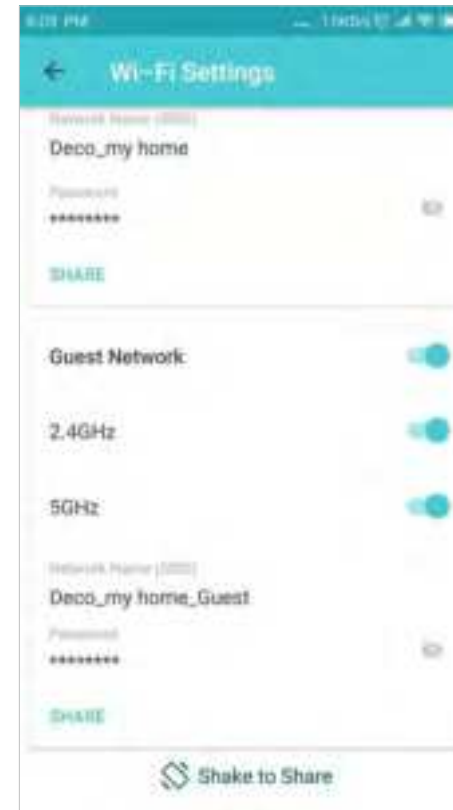 Wi-Fi Settings
Network Name (SSID)
Deco_my home
Password
********
SHARE
Guest Network
2.4GHz
5GHz
Network Name (SSID)
Deco_my home_Guest
Password
********
SHARE
Shake to Share